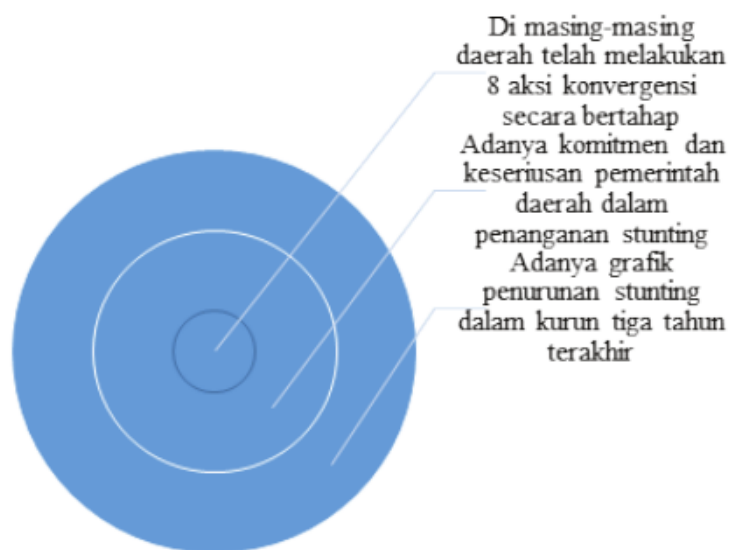 Di masing-masing
daerah telah melakukan
8 aksi konvergensi
secara bertahap
Adanya komitmen dan
keseriusan pemerintah
daerah dalam
penanganan stunting
Adanya grafik
penurunan stunting
dalam kurun tiga tahun
terakhir